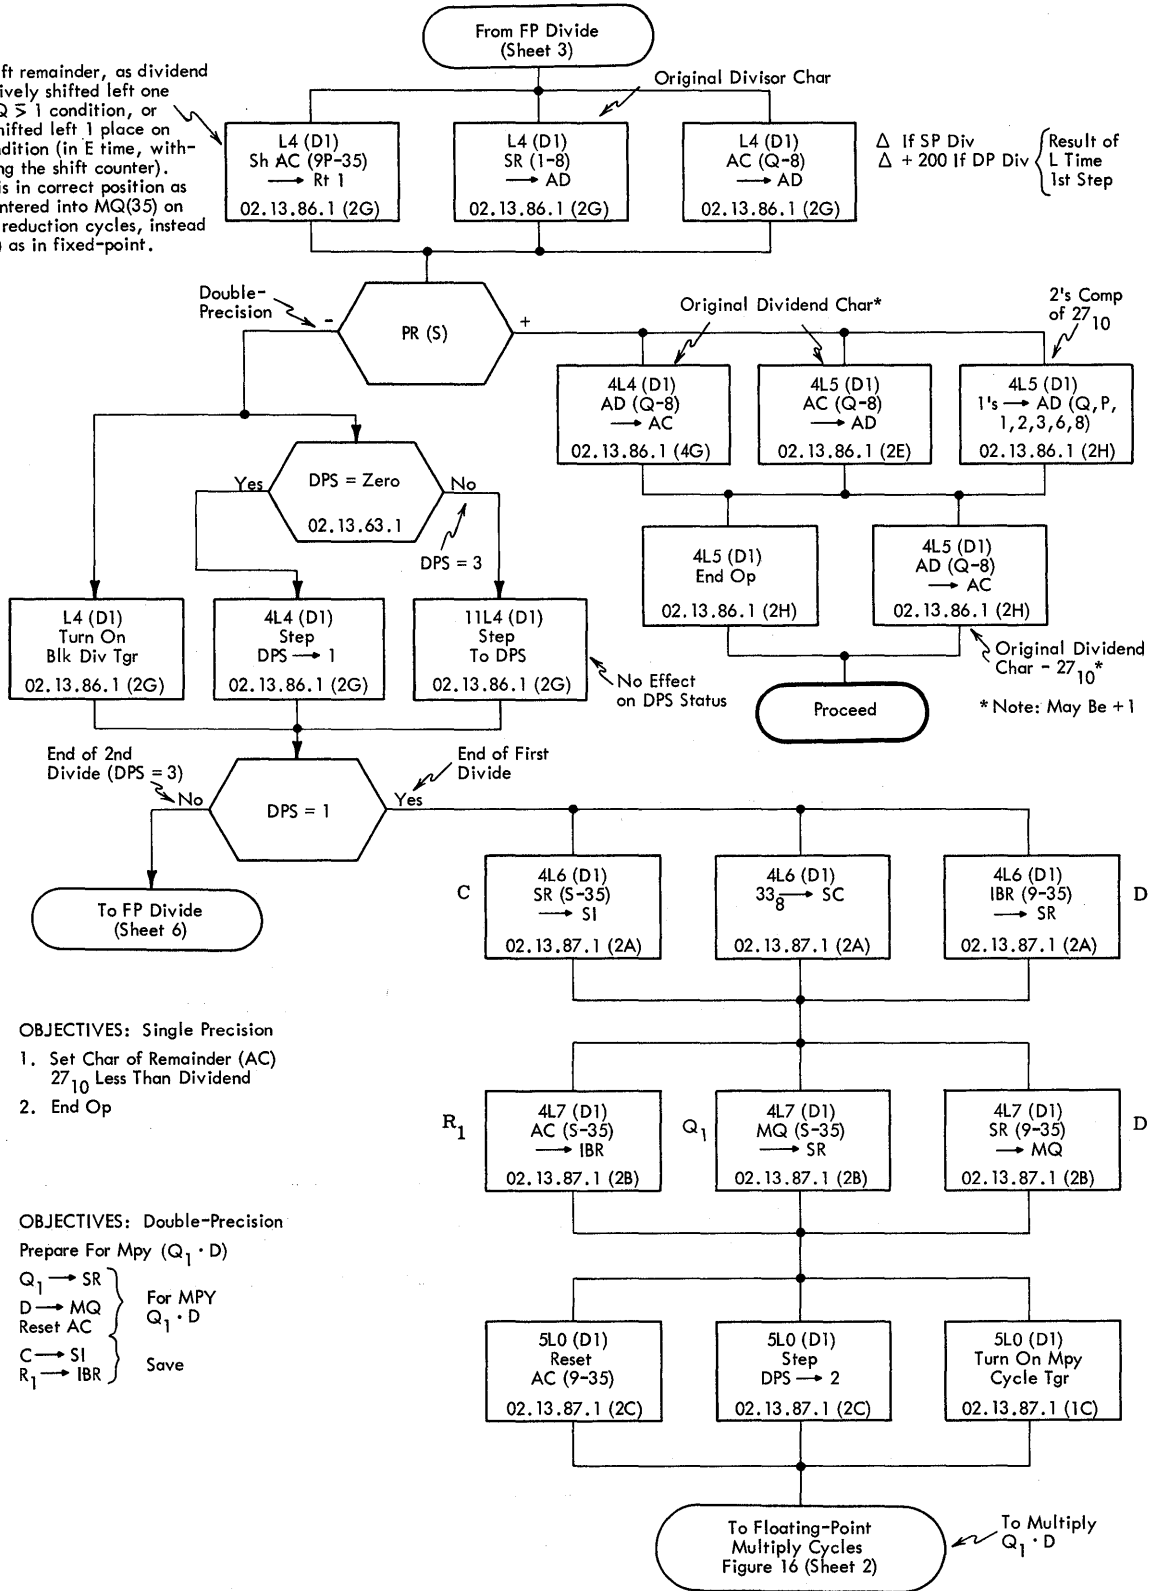 From FP Divide
(Sheet 3)
ft remainder, as dividend
ively shifted left one
Q ≥ 1 condition, or
hifted left 1 place on
ndition (in E time, with-
ng the shift counter).
is in correct position as
ntered into MQ(35) on
reduction cycles, instead
) as in fixed-point.
Original Divisor Char
L4 (D1)
Sh AC (9P-35)
→ Rt 1
02.13.86.1 (2G)
L4 (D1)
SR (1-8)
→ AD
02.13.86.1 (2G)
L4 (D1)
AC (Q-8)
→ AD
02.13.86.1 (2G)
Δ If SP Div
Δ + 200 If DP Div
Result of
L Time
1st Step
Double-
Precision
-
PR (S)
+
Original Dividend Char*
2's Comp
of 27₁₀
4L4 (D1)
AD (Q-8)
→ AC
02.13.86.1 (4G)
4L5 (D1)
AC (Q-8)
→ AD
02.13.86.1 (2E)
4L5 (D1)
1's → AD (Q,P,
1,2,3,6,8)
02.13.86.1 (2H)
Yes
DPS = Zero
02.13.63.1
No
DPS = 3
4L5 (D1)
End Op
02.13.86.1 (2H)
4L5 (D1)
AD (Q-8)
→ AC
02.13.86.1 (2H)
L4 (D1)
Turn On
Blk Div Tgr
02.13.86.1 (2G)
4L4 (D1)
Step
DPS → 1
02.13.86.1 (2G)
11L4 (D1)
Step
To DPS
02.13.86.1 (2G)
No Effect
on DPS Status
Original Dividend
Char - 27₁₀*
Proceed
*Note: May Be +1
End of 2nd
Divide (DPS = 3)
No
DPS = 1
Yes
End of First
Divide
To FP Divide
(Sheet 6)
C
4L6 (D1)
SR (S-35)
→ SI
02.13.87.1 (2A)
4L6 (D1)
33₈ → SC
02.13.87.1 (2A)
4L6 (D1)
IBR (9-35)
→ SR
02.13.87.1 (2A)
D
OBJECTIVES: Single Precision
1. Set Char of Remainder (AC)
27₁₀ Less Than Dividend
2. End Op
R₁
4L7 (D1)
AC (S-35)
→ IBR
02.13.87.1 (2B)
Q₁
4L7 (D1)
MQ (S-35)
→ SR
02.13.87.1 (2B)
4L7 (D1)
SR (9-35)
→ MQ
02.13.87.1 (2B)
D
OBJECTIVES: Double-Precision
Prepare For Mpy (Q₁ · D)
Q₁ → SR
D → MQ
Reset AC
For MPY
Q₁ · D
C → SI
R₁ → IBR
Save
5L0 (D1)
Reset
AC (9-35)
02.13.87.1 (2C)
5L0 (D1)
Step
DPS → 2
02.13.87.1 (2C)
5L0 (D1)
Turn On Mpy
Cycle Tgr
02.13.87.1 (1C)
To Floating-Point
Multiply Cycles
Figure 16 (Sheet 2)
To Multiply
Q₁ · D